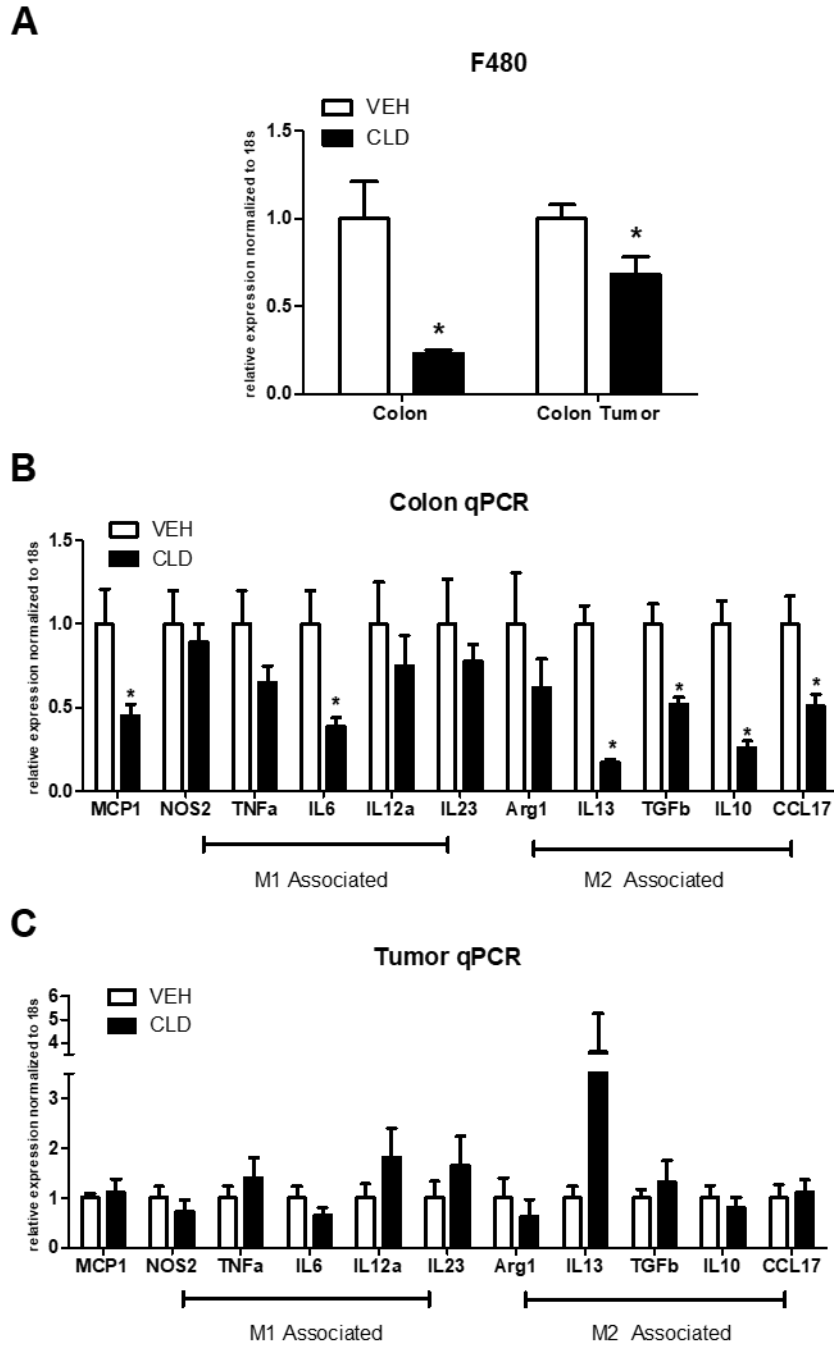 A
F480
VEH
CLD
relative expression normalized to 18s
1.5
1.0
0.5
0.0
*
*
Colon Colon Tumor
B
Colon qPCR
VEH
CLD
relative expression normalized to 18s
1.5
1.0
0.5
0.0
* * * * * *
MCP1 NOS2 TNFa IL6 IL12a IL23 Arg1 IL13 TGFb IL10 CCL17
M1 Associated M2 Associated
C
Tumor qPCR
VEH
CLD
relative expression normalized to 18s
6
5
4
3
2
1
0
MCP1 NOS2 TNFa IL6 IL12a IL23 Arg1 IL13 TGFb IL10 CCL17
M1 Associated M2 Associated